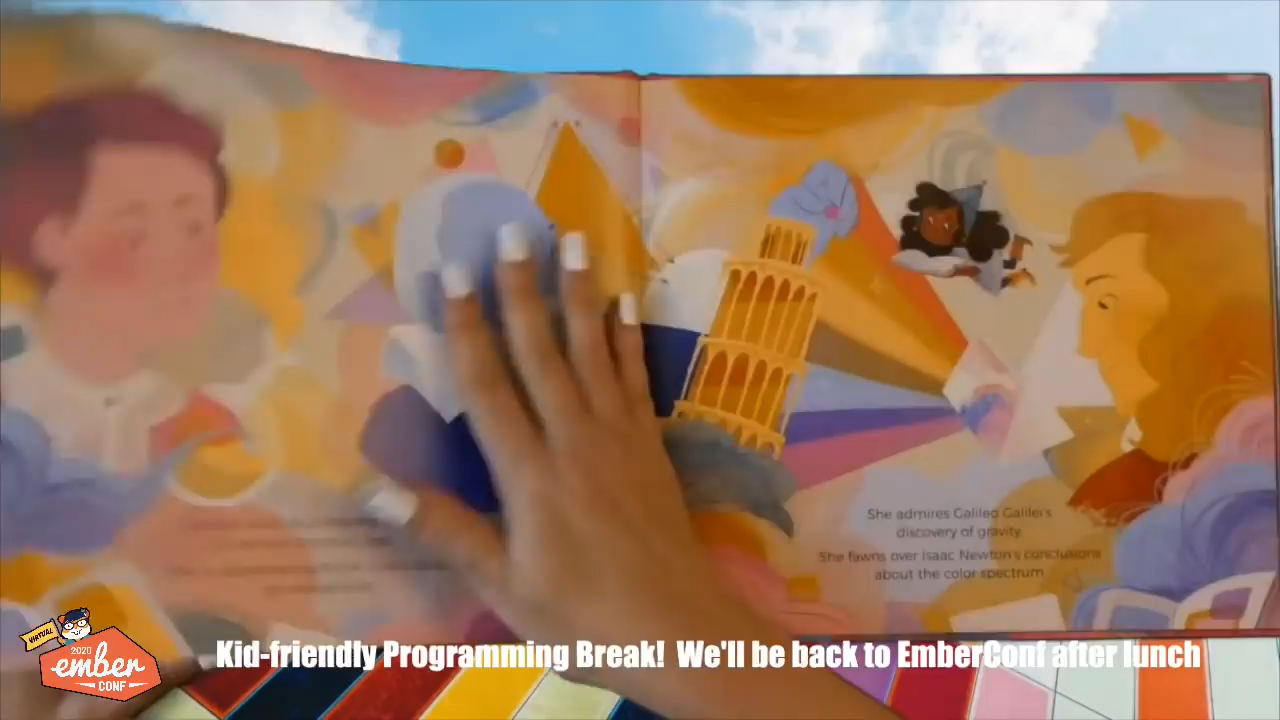 She admires Galileo Galilei's
discovery of gravity.
She fawns over Isaac Newton's conclusions
about the color spectrum
VIRTUAL
2020
ember
CONF
Kid-friendly Programming Break! We'll be back to EmberConf after lunch